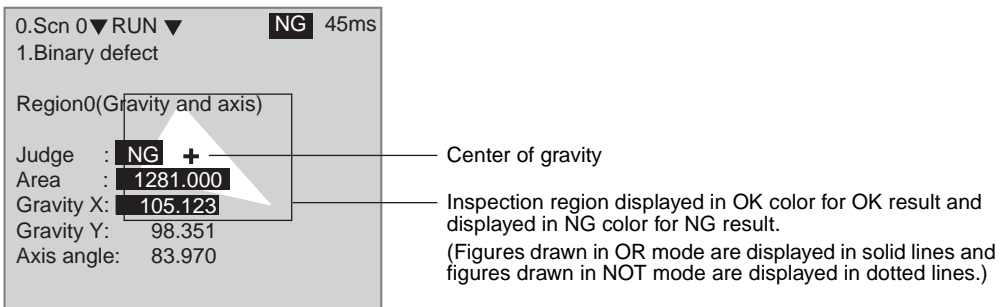 0.Scn 0▼RUN ▼ NG 45ms
1.Binary defect
Region0(Gravity and axis)
Judge : NG
Area : 1281.000
Gravity X: 105.123
Gravity Y: 98.351
Axis angle: 83.970
Center of gravity
Inspection region displayed in OK color for OK result and
displayed in NG color for NG result.
(Figures drawn in OR mode are displayed in solid lines and
figures drawn in NOT mode are displayed in dotted lines.)